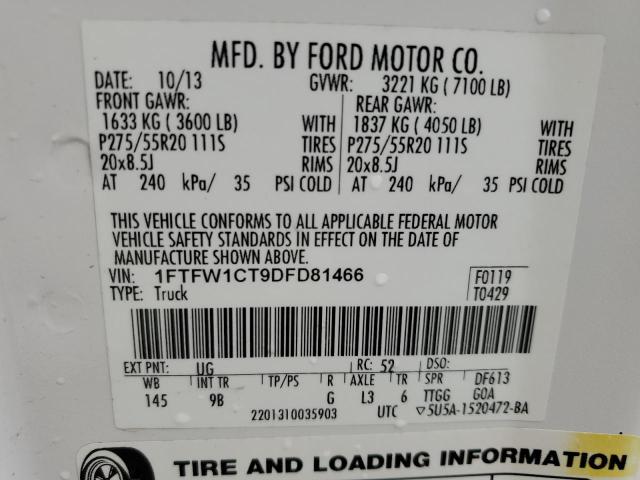 MFD. BY FORD MOTOR CO.
DATE: 10/13 GVWR: 3221 KG ( 7100 LB)
FRONT GAWR: REAR GAWR:
1633 KG ( 3600 LB) WITH 1837 KG ( 4050 LB) WITH
P275/55R20 111S TIRES P275/55R20 111S TIRES
20x8.5J RIMS 20x8.5J RIMS
AT 240 kPa/ 35 PSI COLD AT 240 kPa/ 35 PSI COLD
THIS VEHICLE CONFORMS TO ALL APPLICABLE FEDERAL MOTOR
VEHICLE SAFETY STANDARDS IN EFFECT ON THE DATE OF
MANUFACTURE SHOWN ABOVE.
VIN: 1FTFW1CT9DFD81466 F0119
TYPE: Truck T0429
EXT PNT: UG RC: 52 DSO:
WB INT TR TP/PS R AXLE TR SPR DF613
145 9B G L3 6 TTGG GOA
2201310035903 UTC ▽5U5A-1520472-BA
TIRE AND LOADING INFORMATION